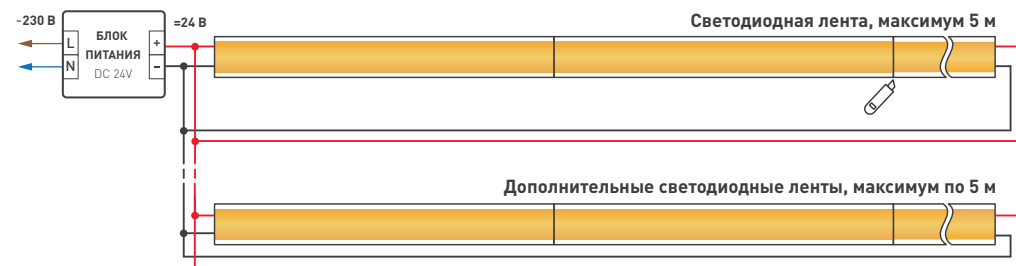 ~230 В
=24 В
Светодиодная лента, максимум 5 м
L
БЛОК
+
ПИТАНИЯ
N
DC 24V
-
Дополнительные светодиодные ленты, максимум по 5 м